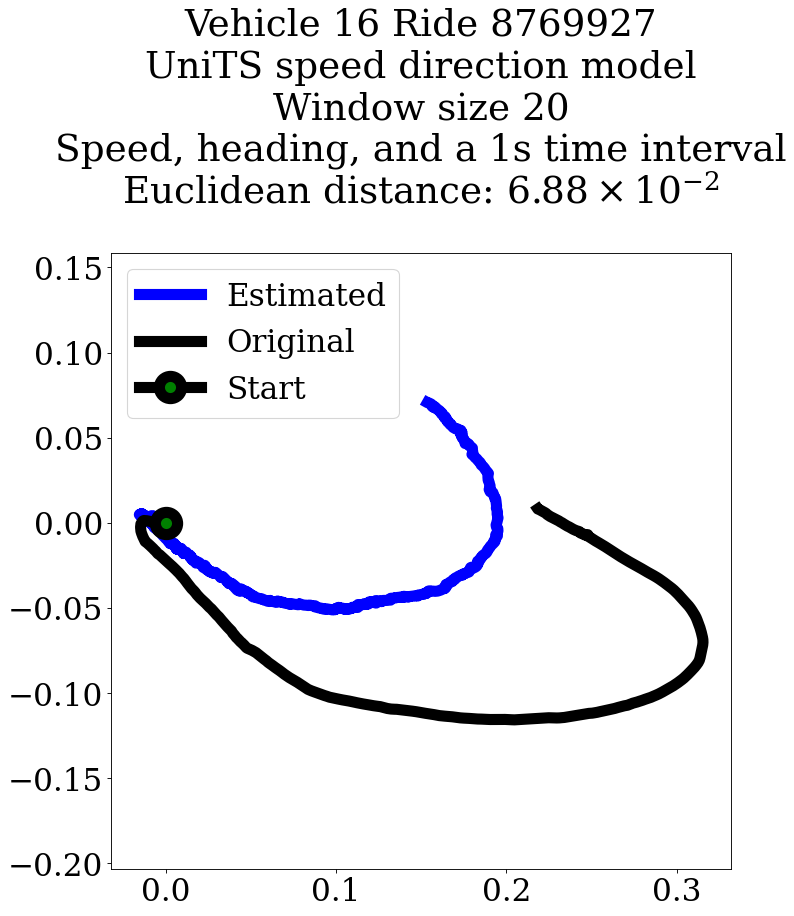 Vehicle 16 Ride 8769927
UniTS speed direction model
Window size 20
Speed, heading, and a 1s time interval
Euclidean distance: 6.88 × 10⁻²
Estimated
Original
Start
0.15
0.10
0.05
0.00
−0.05
−0.10
−0.15
−0.20
0.0 0.1 0.2 0.3